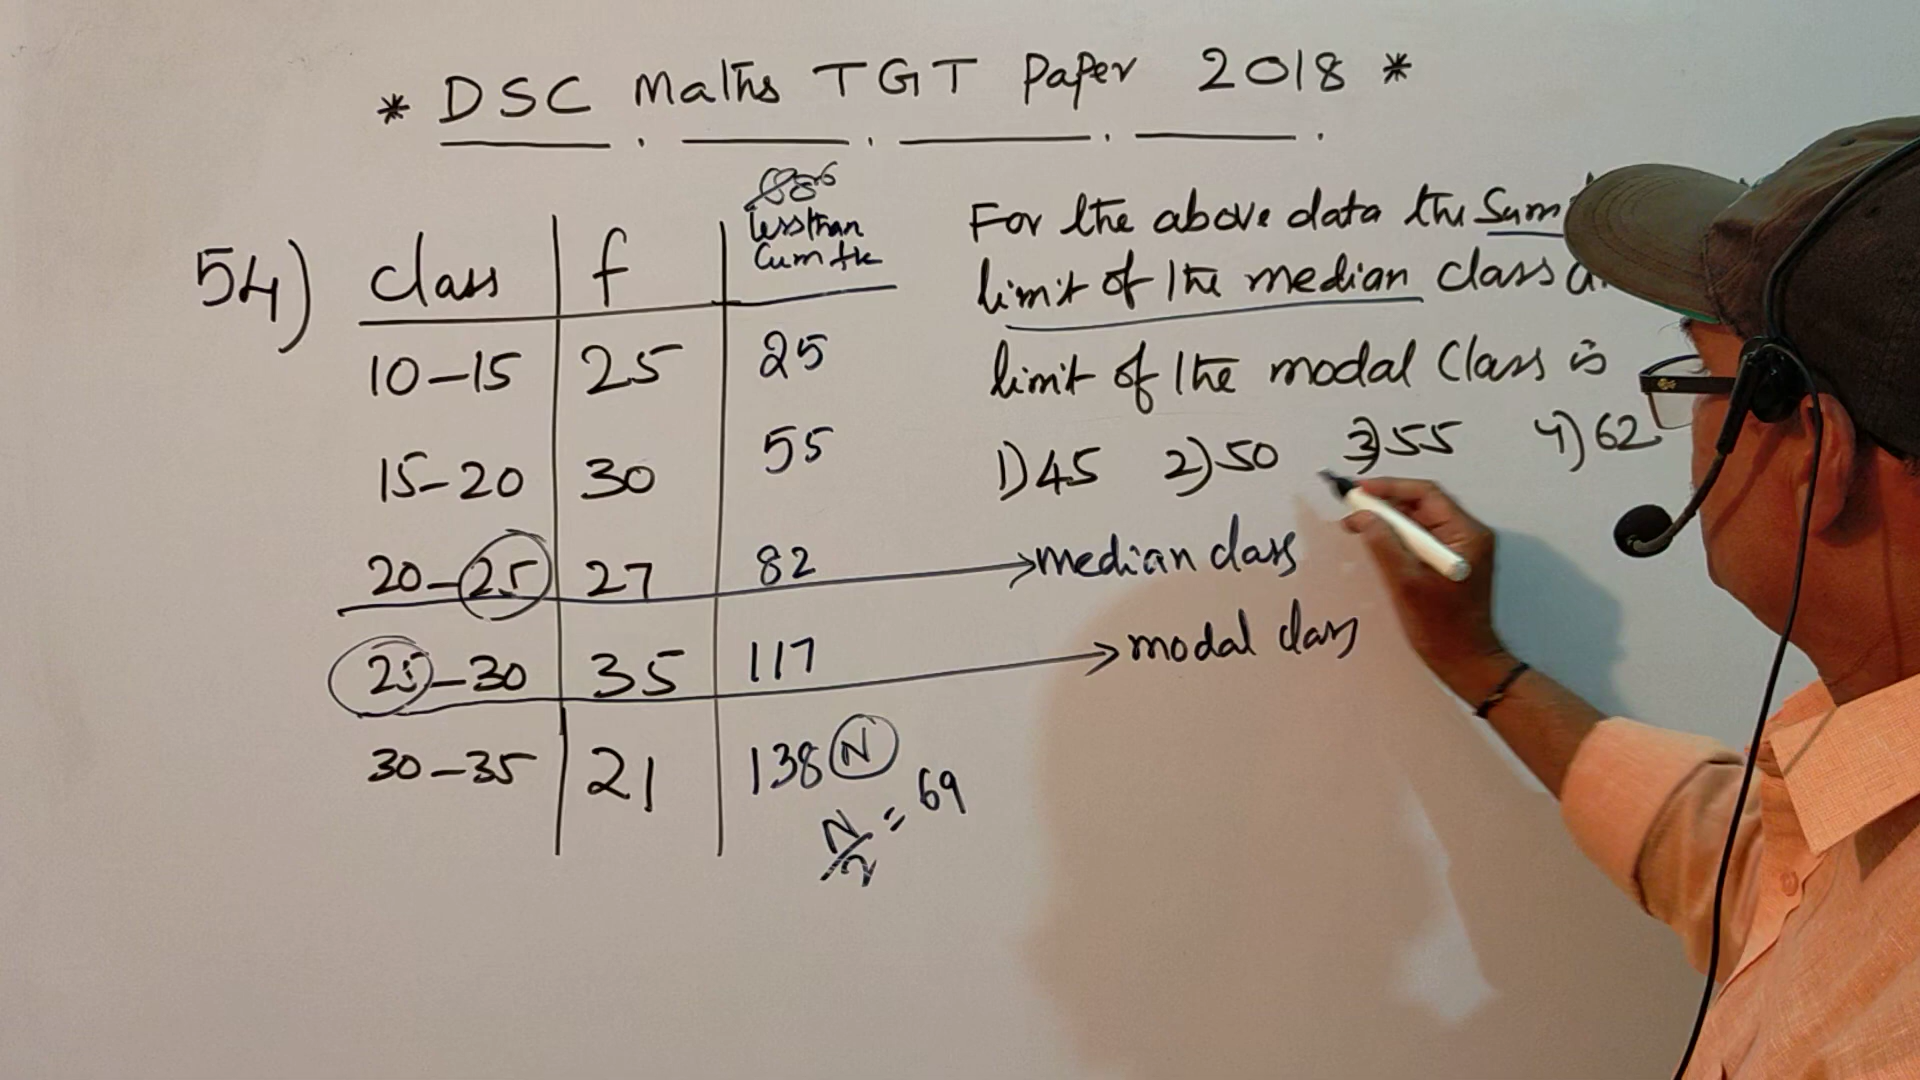 * DSC Maths TGT Paper 2018 *
54)
class f less than
Cum fre
10-15 25 25
15-20 30 55
20-25 27 82 → median class
25-30 35 117 → modal class
30-35 21 138 N
N/2 = 69
For the above data the Sum
limit of the median class
limit of the modal class is
1) 45 2) 50 3) 55 4) 62